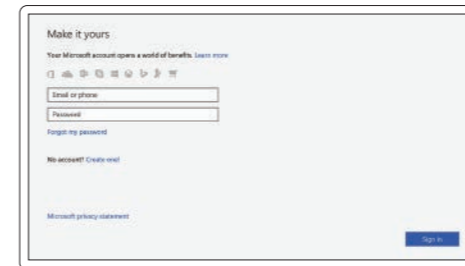 Make it yours
Your Microsoft account opens a world of benefits. Learn more
Email or phone
Password
Forgot my password
No account? Create one!
Microsoft privacy statement
Sign in